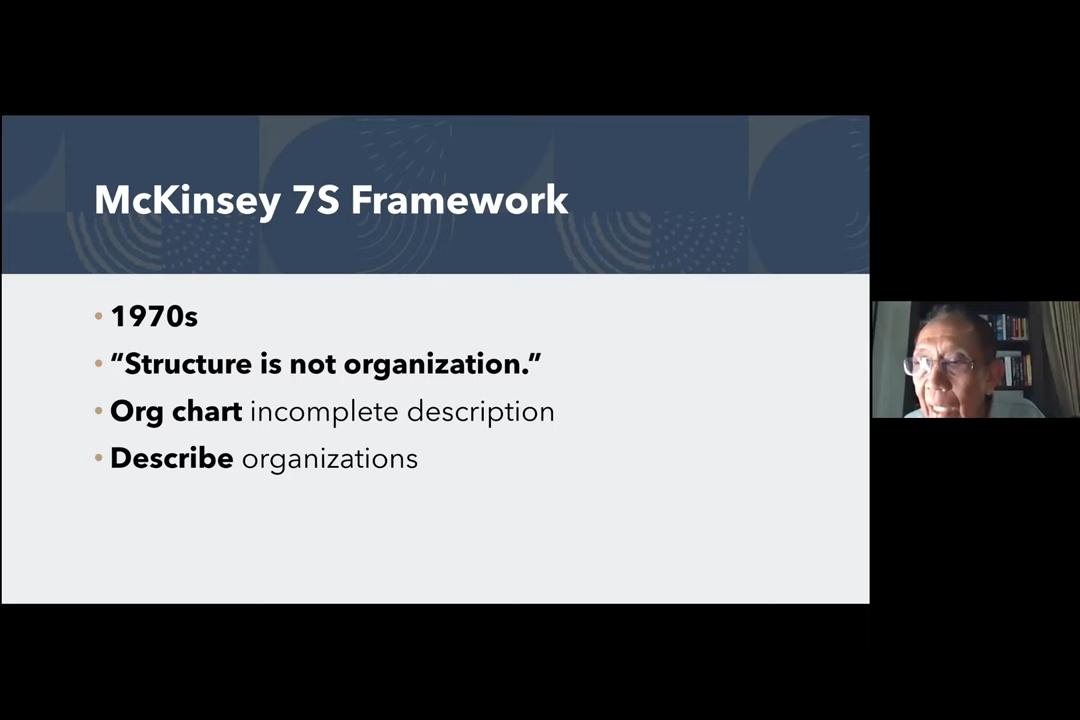 McKinsey 7S Framework
• 1970s
• “Structure is not organization.”
• Org chart incomplete description
• Describe organizations